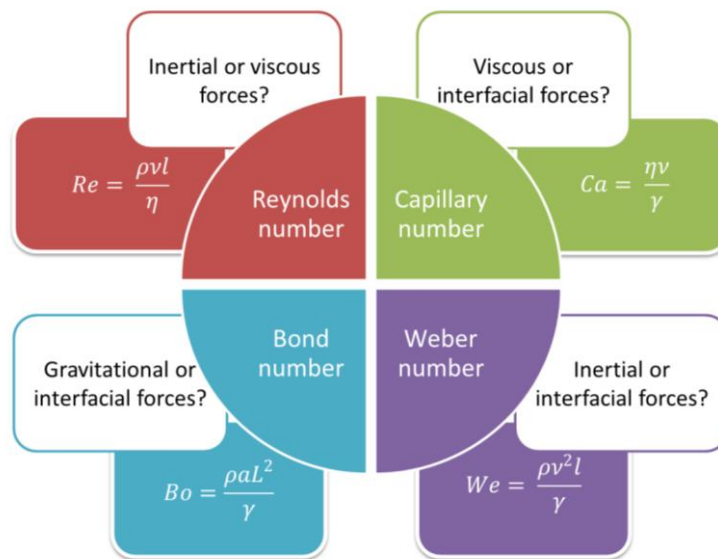 Inertial or viscous
forces?
Re = ρvl/η
Reynolds
number
Viscous or
interfacial forces?
Ca = ηv/γ
Capillary
number
Gravitational or
interfacial forces?
Bo = ρaL²/γ
Bond
number
Inertial or
interfacial forces?
We = ρv²l/γ
Weber
number